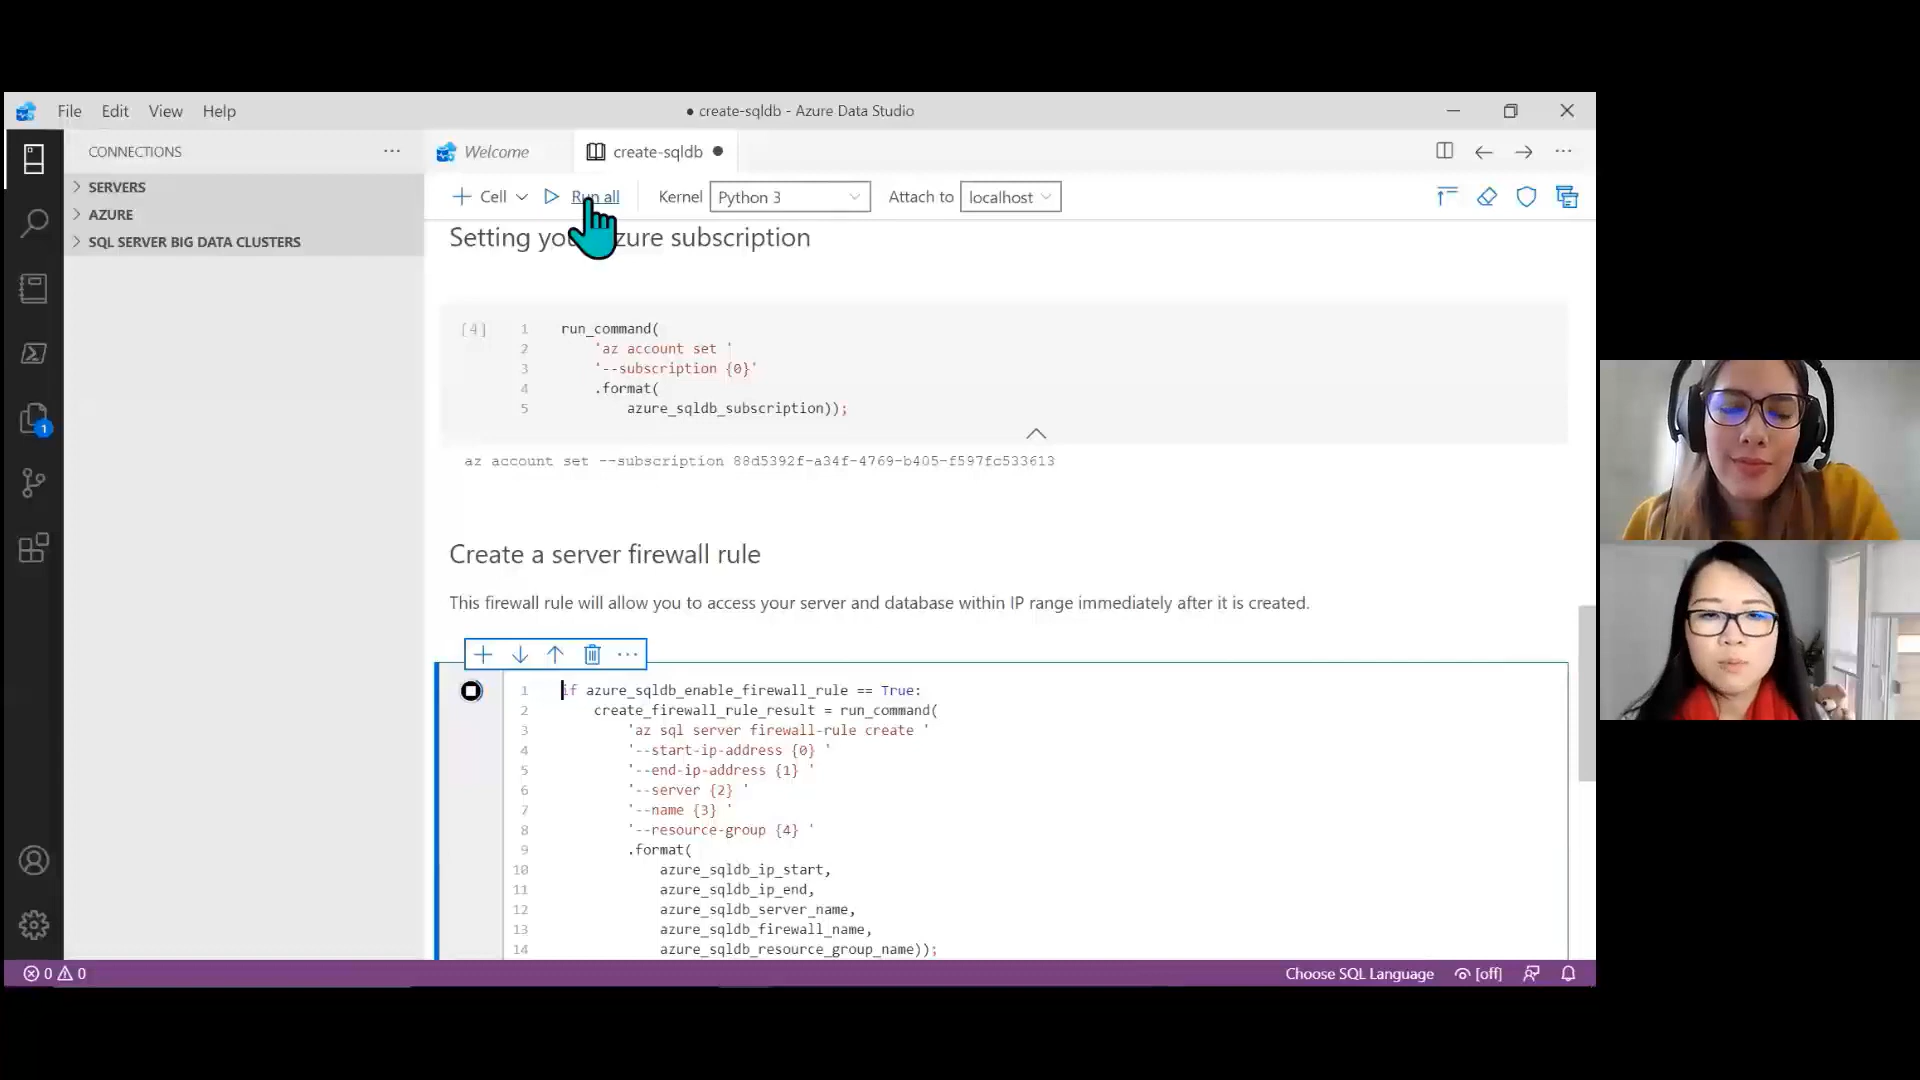 File Edit View Help
● create-sqldb - Azure Data Studio
CONNECTIONS
SERVERS
AZURE
SQL SERVER BIG DATA CLUSTERS
1
Welcome
create-sqldb
Cell
Run all
Kernel Python 3
Attach to localhost
Setting your Azure subscription
[4]
1 run_command(
2 'az account set '
3 '--subscription {0}'
4 .format(
5 azure_sqldb_subscription));
az account set --subscription 88d5392f-a34f-4769-b405-f597fc533613
Create a server firewall rule
This firewall rule will allow you to access your server and database within IP range immediately after it is created.
1 if azure_sqldb_enable_firewall_rule == True:
2 create_firewall_rule_result = run_command(
3 'az sql server firewall-rule create '
4 '--start-ip-address {0} '
5 '--end-ip-address {1} '
6 '--server {2} '
7 '--name {3} '
8 '--resource-group {4} '
9 .format(
10 azure_sqldb_ip_start,
11 azure_sqldb_ip_end,
12 azure_sqldb_server_name,
13 azure_sqldb_firewall_name,
14 azure_sqldb_resource_group_name));
0 0
Choose SQL Language
[off]